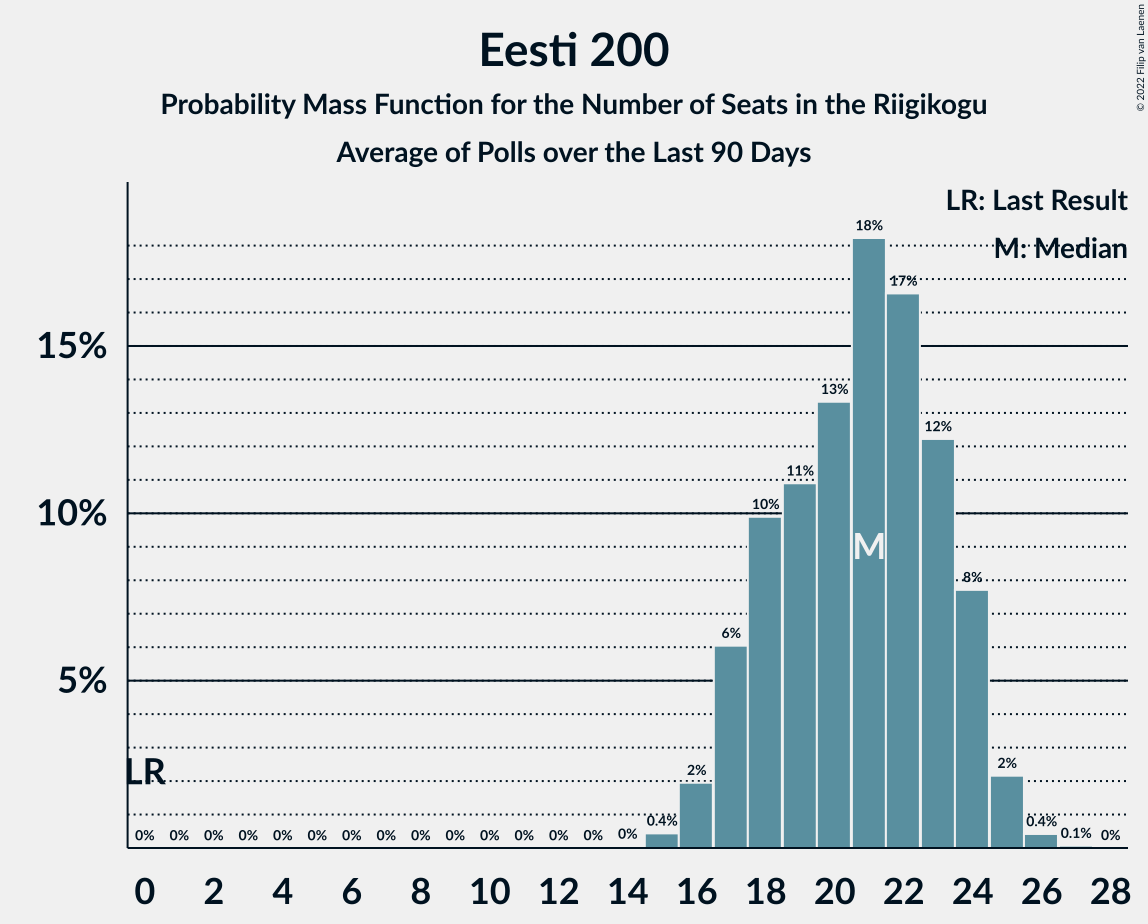 Eesti 200
Probability Mass Function for the Number of Seats in the Riigikogu
Average of Polls over the Last 90 Days
© 2022 Filip van Laenen
LR: Last Result
M: Median
18%
17%
15%
13%
12%
11%
10%
10%
M
8%
6%
5%
LR
2%
2%
0% 0% 0% 0% 0% 0% 0% 0% 0% 0% 0% 0% 0% 0% 0% 0.4% 0.4% 0.1% 0%
0 2 4 6 8 10 12 14 16 18 20 22 24 26 28